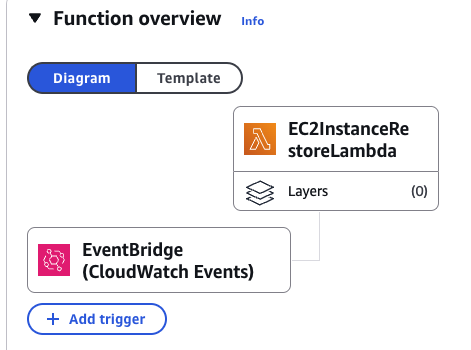 Function overview Info
Diagram Template
EC2InstanceRe
storeLambda
Layers (0)
EventBridge
(CloudWatch Events)
Add trigger